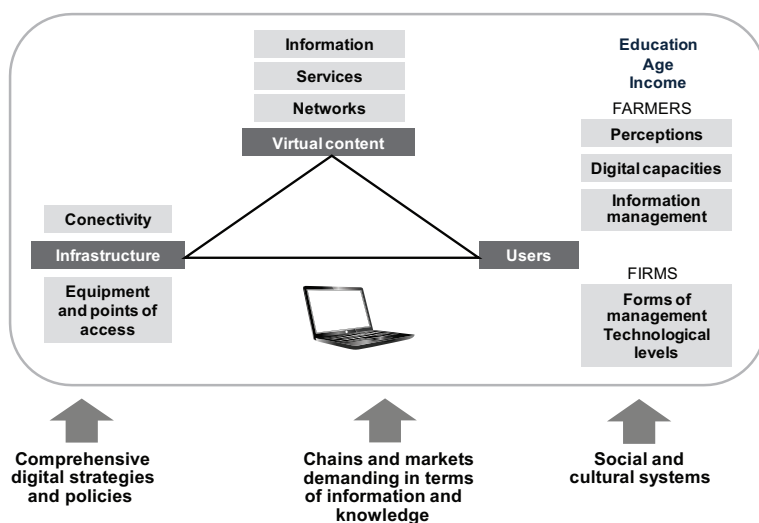 Information
Services
Networks
Virtual content
Education
Age
Income
FARMERS
Perceptions
Digital capacities
Information
management
Conectivity
Infrastructure
Equipment
and points of
access
Users
FIRMS
Forms of
management
Technological
levels
Comprehensive
digital strategies
and policies
Chains and markets
demanding in terms
of information and
knowledge
Social and
cultural systems